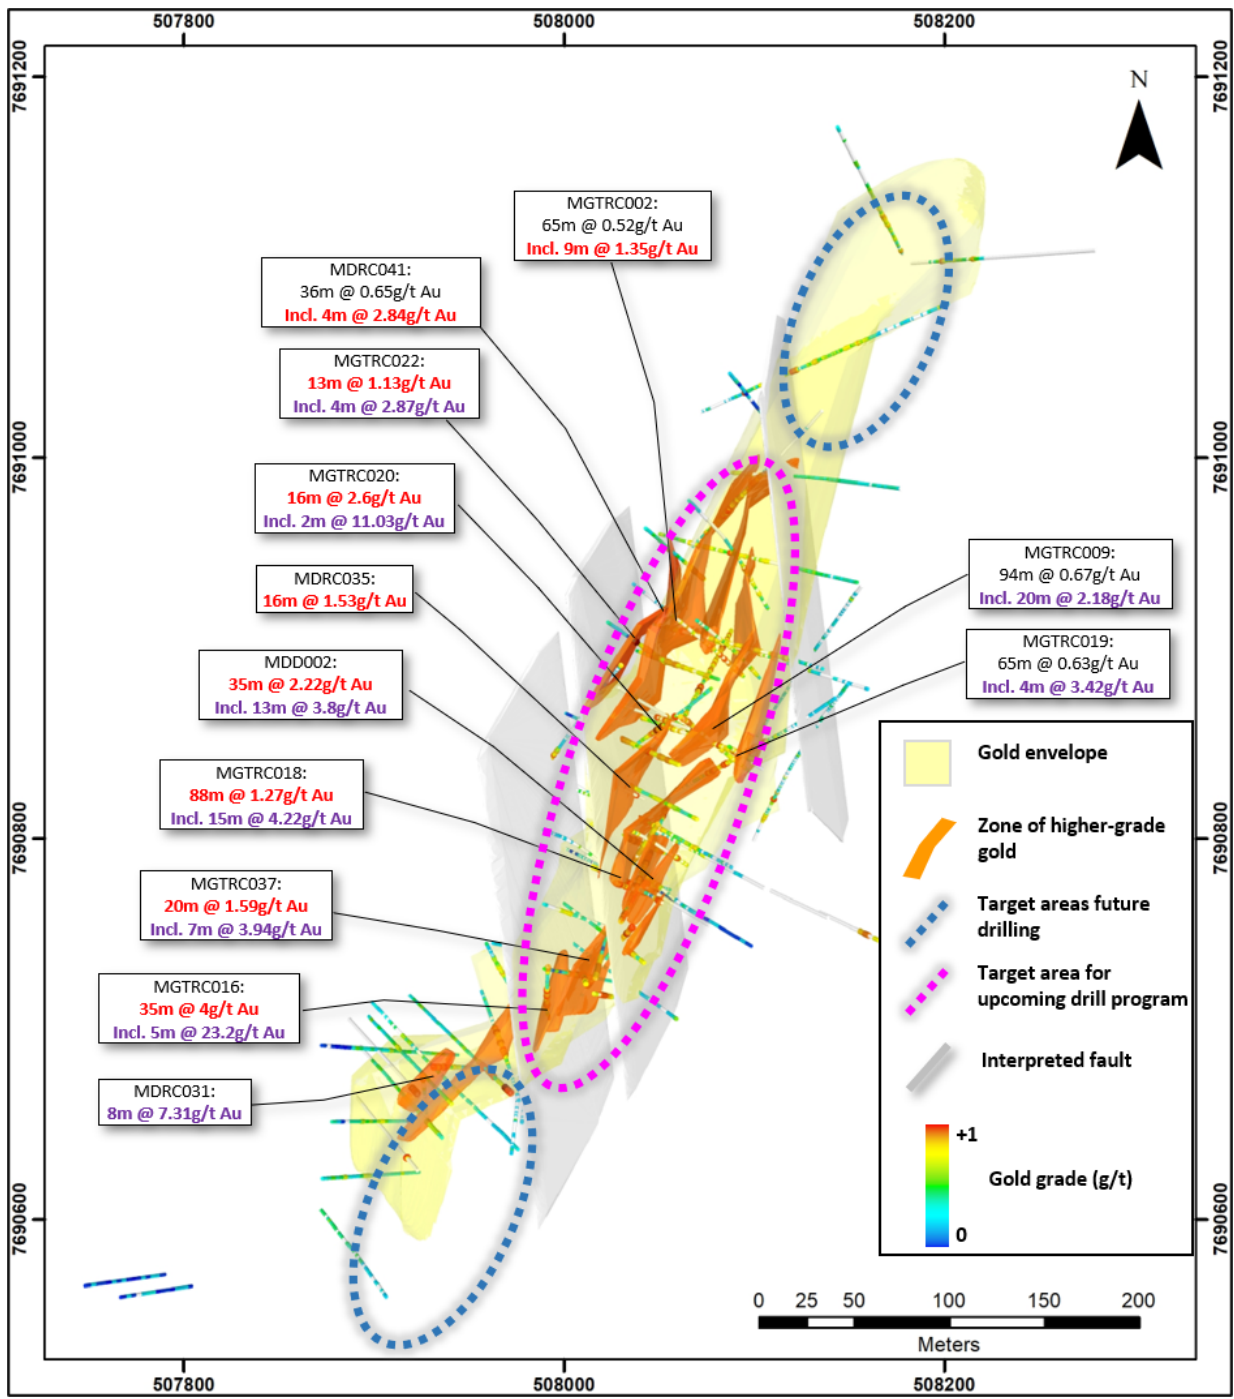 507800
508000
508200
7691200
7691200
N
MGTRC002:
65m @ 0.52g/t Au
Incl. 9m @ 1.35g/t Au
MDRC041:
36m @ 0.65g/t Au
Incl. 4m @ 2.84g/t Au
MGTRC022:
13m @ 1.13g/t Au
Incl. 4m @ 2.87g/t Au
7691000
7691000
MGTRC020:
16m @ 2.6g/t Au
Incl. 2m @ 11.03g/t Au
MGTRC009:
94m @ 0.67g/t Au
Incl. 20m @ 2.18g/t Au
MDRC035:
16m @ 1.53g/t Au
MGTRC019:
65m @ 0.63g/t Au
Incl. 4m @ 3.42g/t Au
MDD002:
35m @ 2.22g/t Au
Incl. 13m @ 3.8g/t Au
MGTRC018:
88m @ 1.27g/t Au
Incl. 15m @ 4.22g/t Au
7690800
7690800
MGTRC037:
20m @ 1.59g/t Au
Incl. 7m @ 3.94g/t Au
MGTRC016:
35m @ 4g/t Au
Incl. 5m @ 23.2g/t Au
MDRC031:
8m @ 7.31g/t Au
Gold envelope
Zone of higher-grade
gold
Target areas future
drilling
Target area for
upcoming drill program
Interpreted fault
+1
Gold grade (g/t)
0
7690600
7690600
0 25 50 100 150 200
Meters
507800
508000
508200